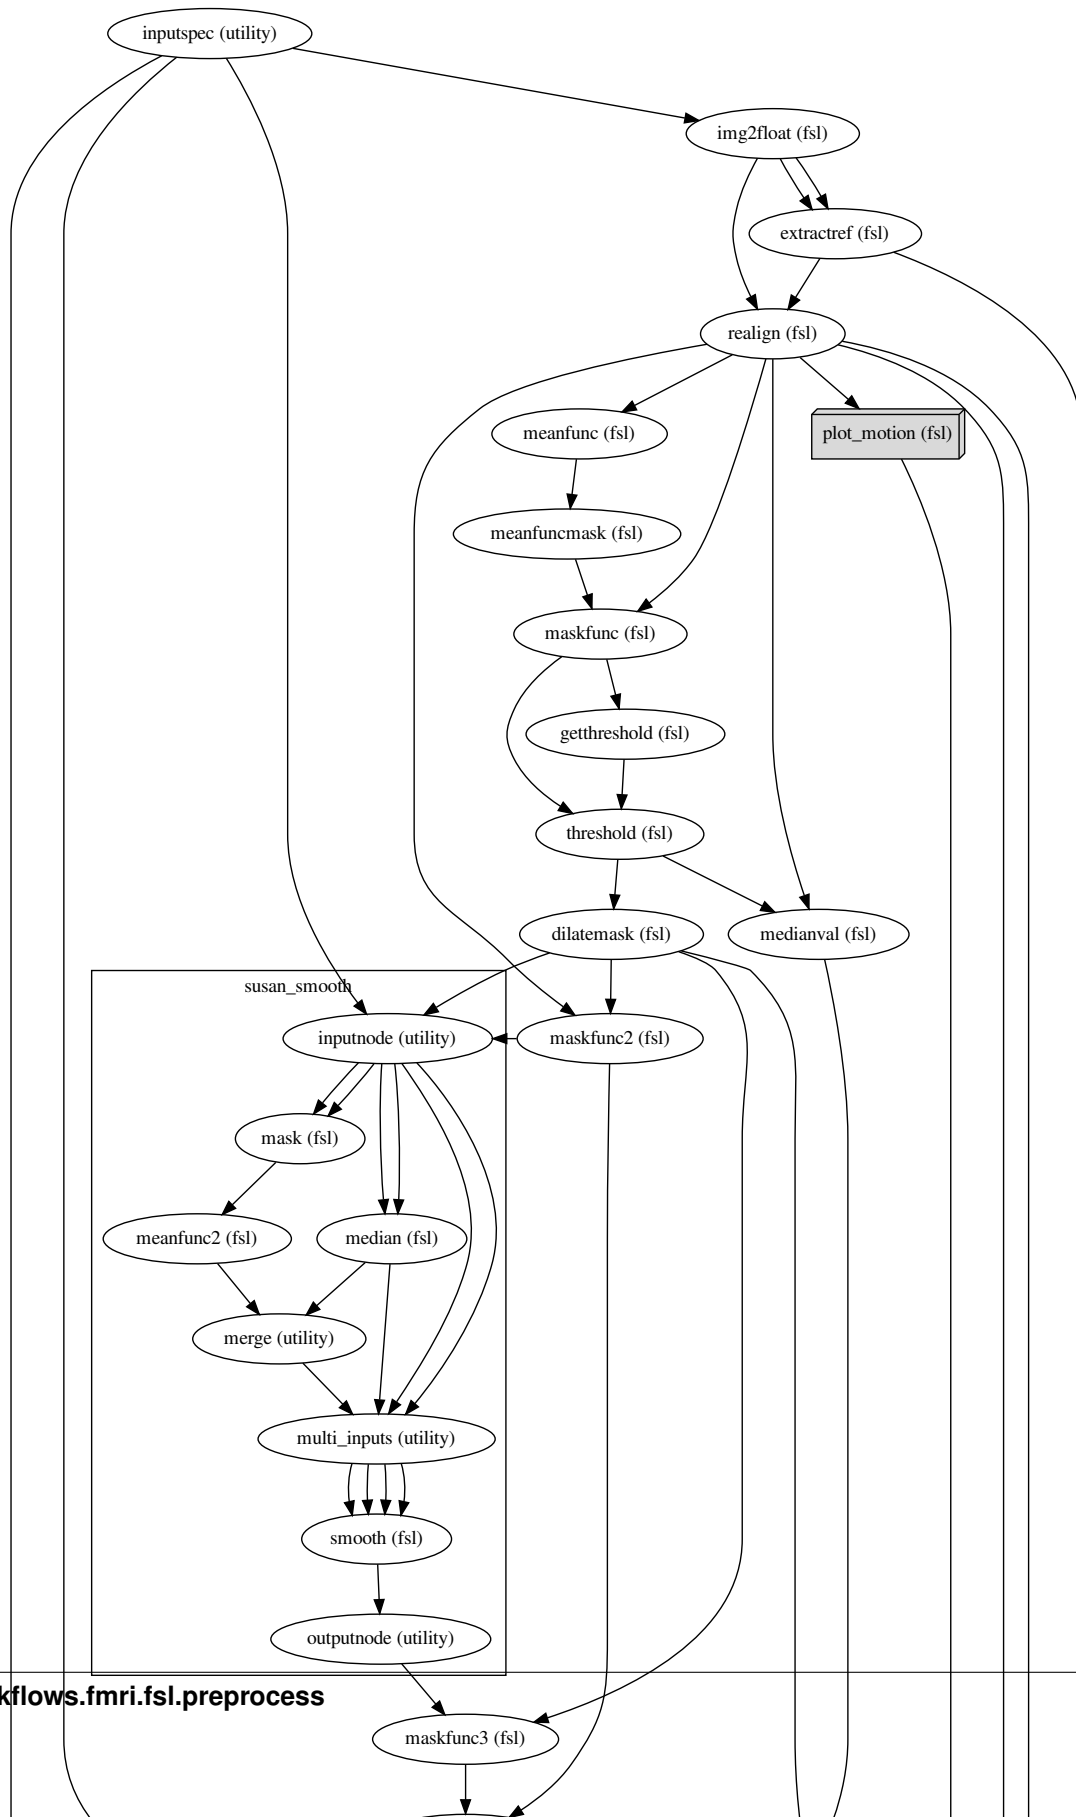 inputspec (utility)
img2float (fsl)
extractref (fsl)
realign (fsl)
meanfunc (fsl)
plot_motion (fsl)
meanfuncmask (fsl)
maskfunc (fsl)
getthreshold (fsl)
threshold (fsl)
dilatemask (fsl)
medianval (fsl)
susan_smooth
inputnode (utility)
maskfunc2 (fsl)
mask (fsl)
meanfunc2 (fsl)
median (fsl)
merge (utility)
multi_inputs (utility)
smooth (fsl)
outputnode (utility)
kflows.fmri.fsl.preprocess
maskfunc3 (fsl)